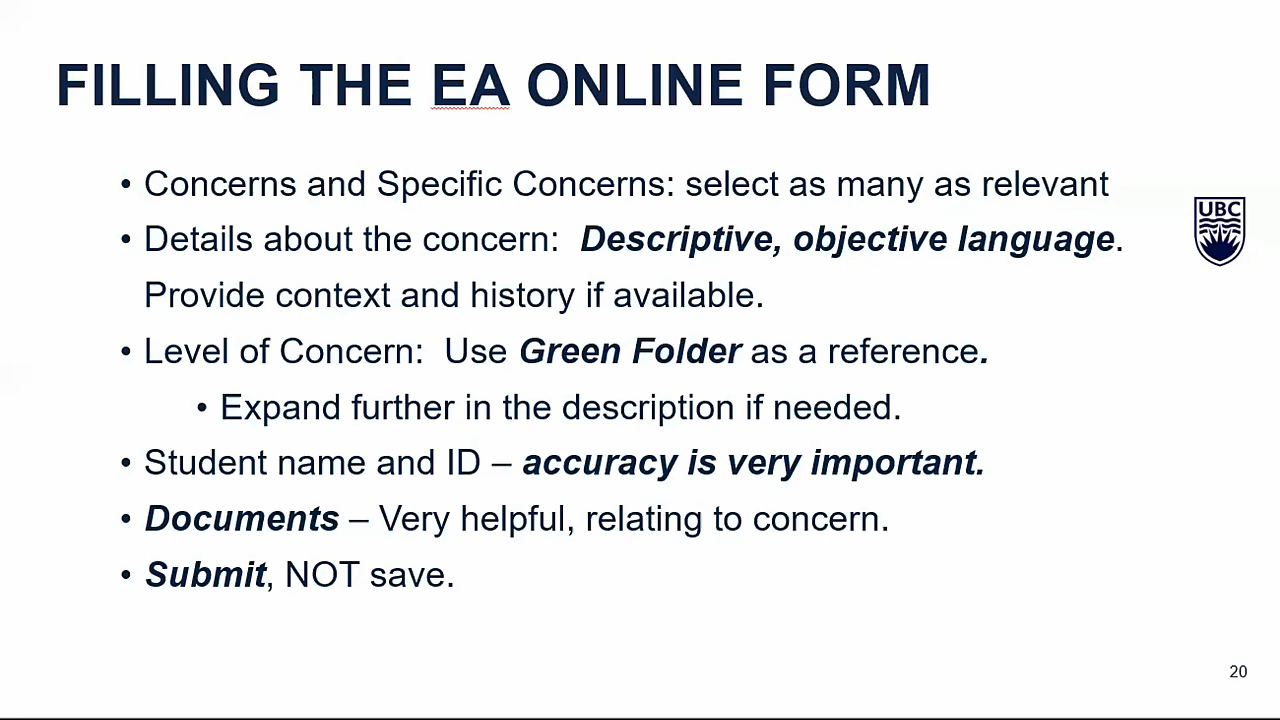 FILLING THE EA ONLINE FORM
• Concerns and Specific Concerns: select as many as relevant
• Details about the concern:  Descriptive, objective language.
Provide context and history if available.
• Level of Concern:  Use Green Folder as a reference.
• Expand further in the description if needed.
• Student name and ID – accuracy is very important.
• Documents – Very helpful, relating to concern.
• Submit, NOT save.
UBC
20